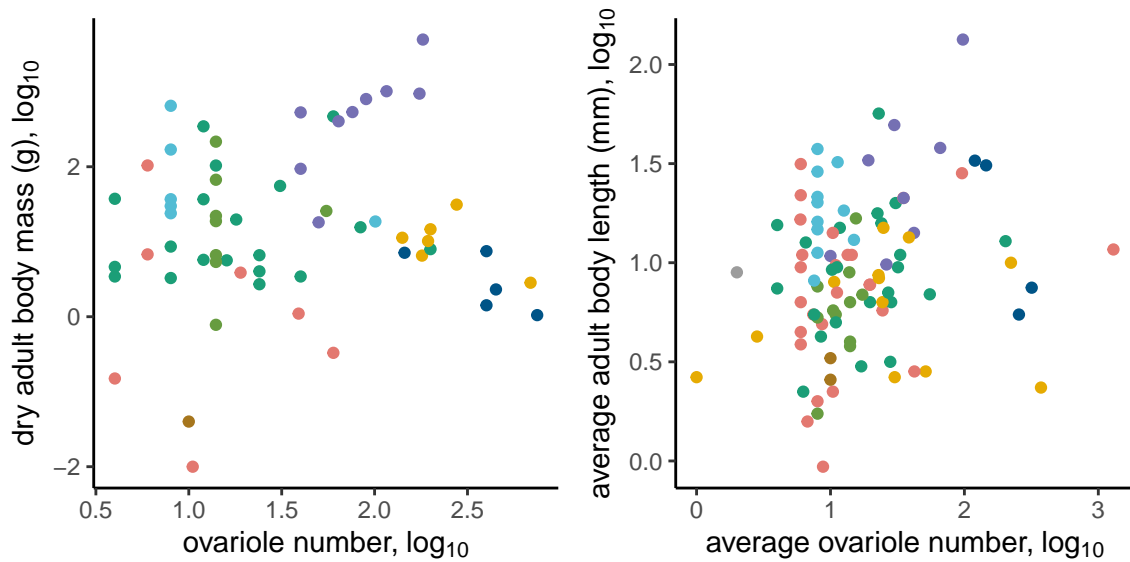 dry adult body mass (g), log₁₀
2
0
−2
0.5 1.0 1.5 2.0 2.5
ovariole number, log₁₀
average adult body length (mm), log₁₀
2.0
1.5
1.0
0.5
0.0
0 1 2 3
average ovariole number, log₁₀